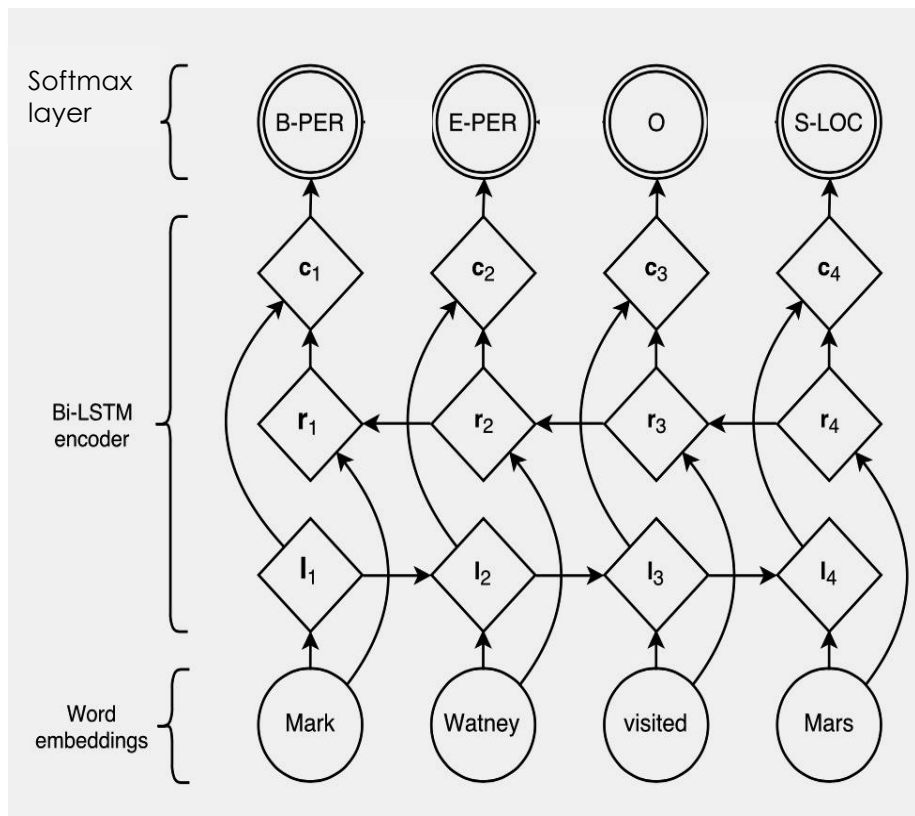 Softmax
layer
B-PER
E-PER
O
S-LOC
c₁
c₂
c₃
c₄
Bi-LSTM
encoder
r₁
r₂
r₃
r₄
l₁
l₂
l₃
l₄
Word
embeddings
Mark
Watney
visited
Mars